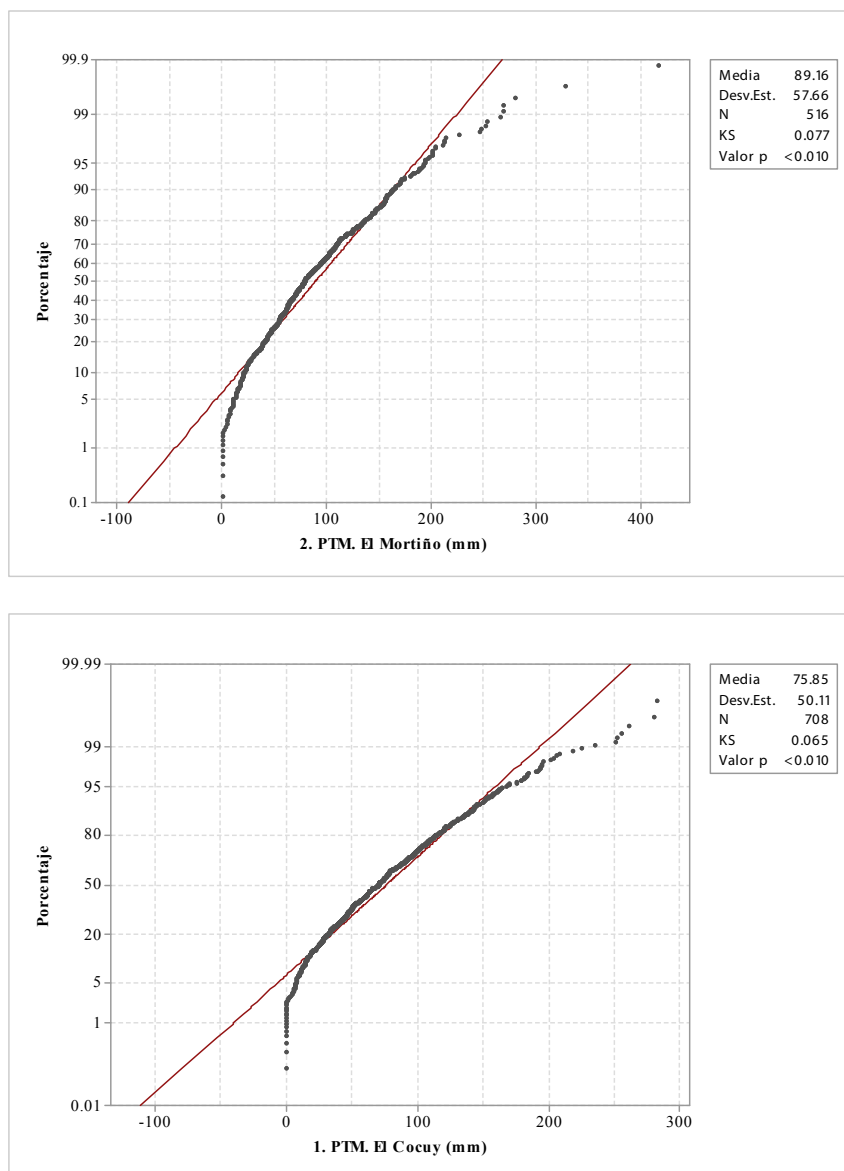 99.9
99
95
90
80
70
60
50
40
30
20
10
5
1
0.1
Porcentaje
-100 0 100 200 300 400
2. PTM. El Mortiño (mm)
Media 89.16
Desv.Est. 57.66
N 516
KS 0.077
Valor p <0.010
99.99
99
95
80
50
20
5
1
0.01
Porcentaje
-100 0 100 200 300
1. PTM. El Cocuy (mm)
Media 75.85
Desv.Est. 50.11
N 708
KS 0.065
Valor p <0.010